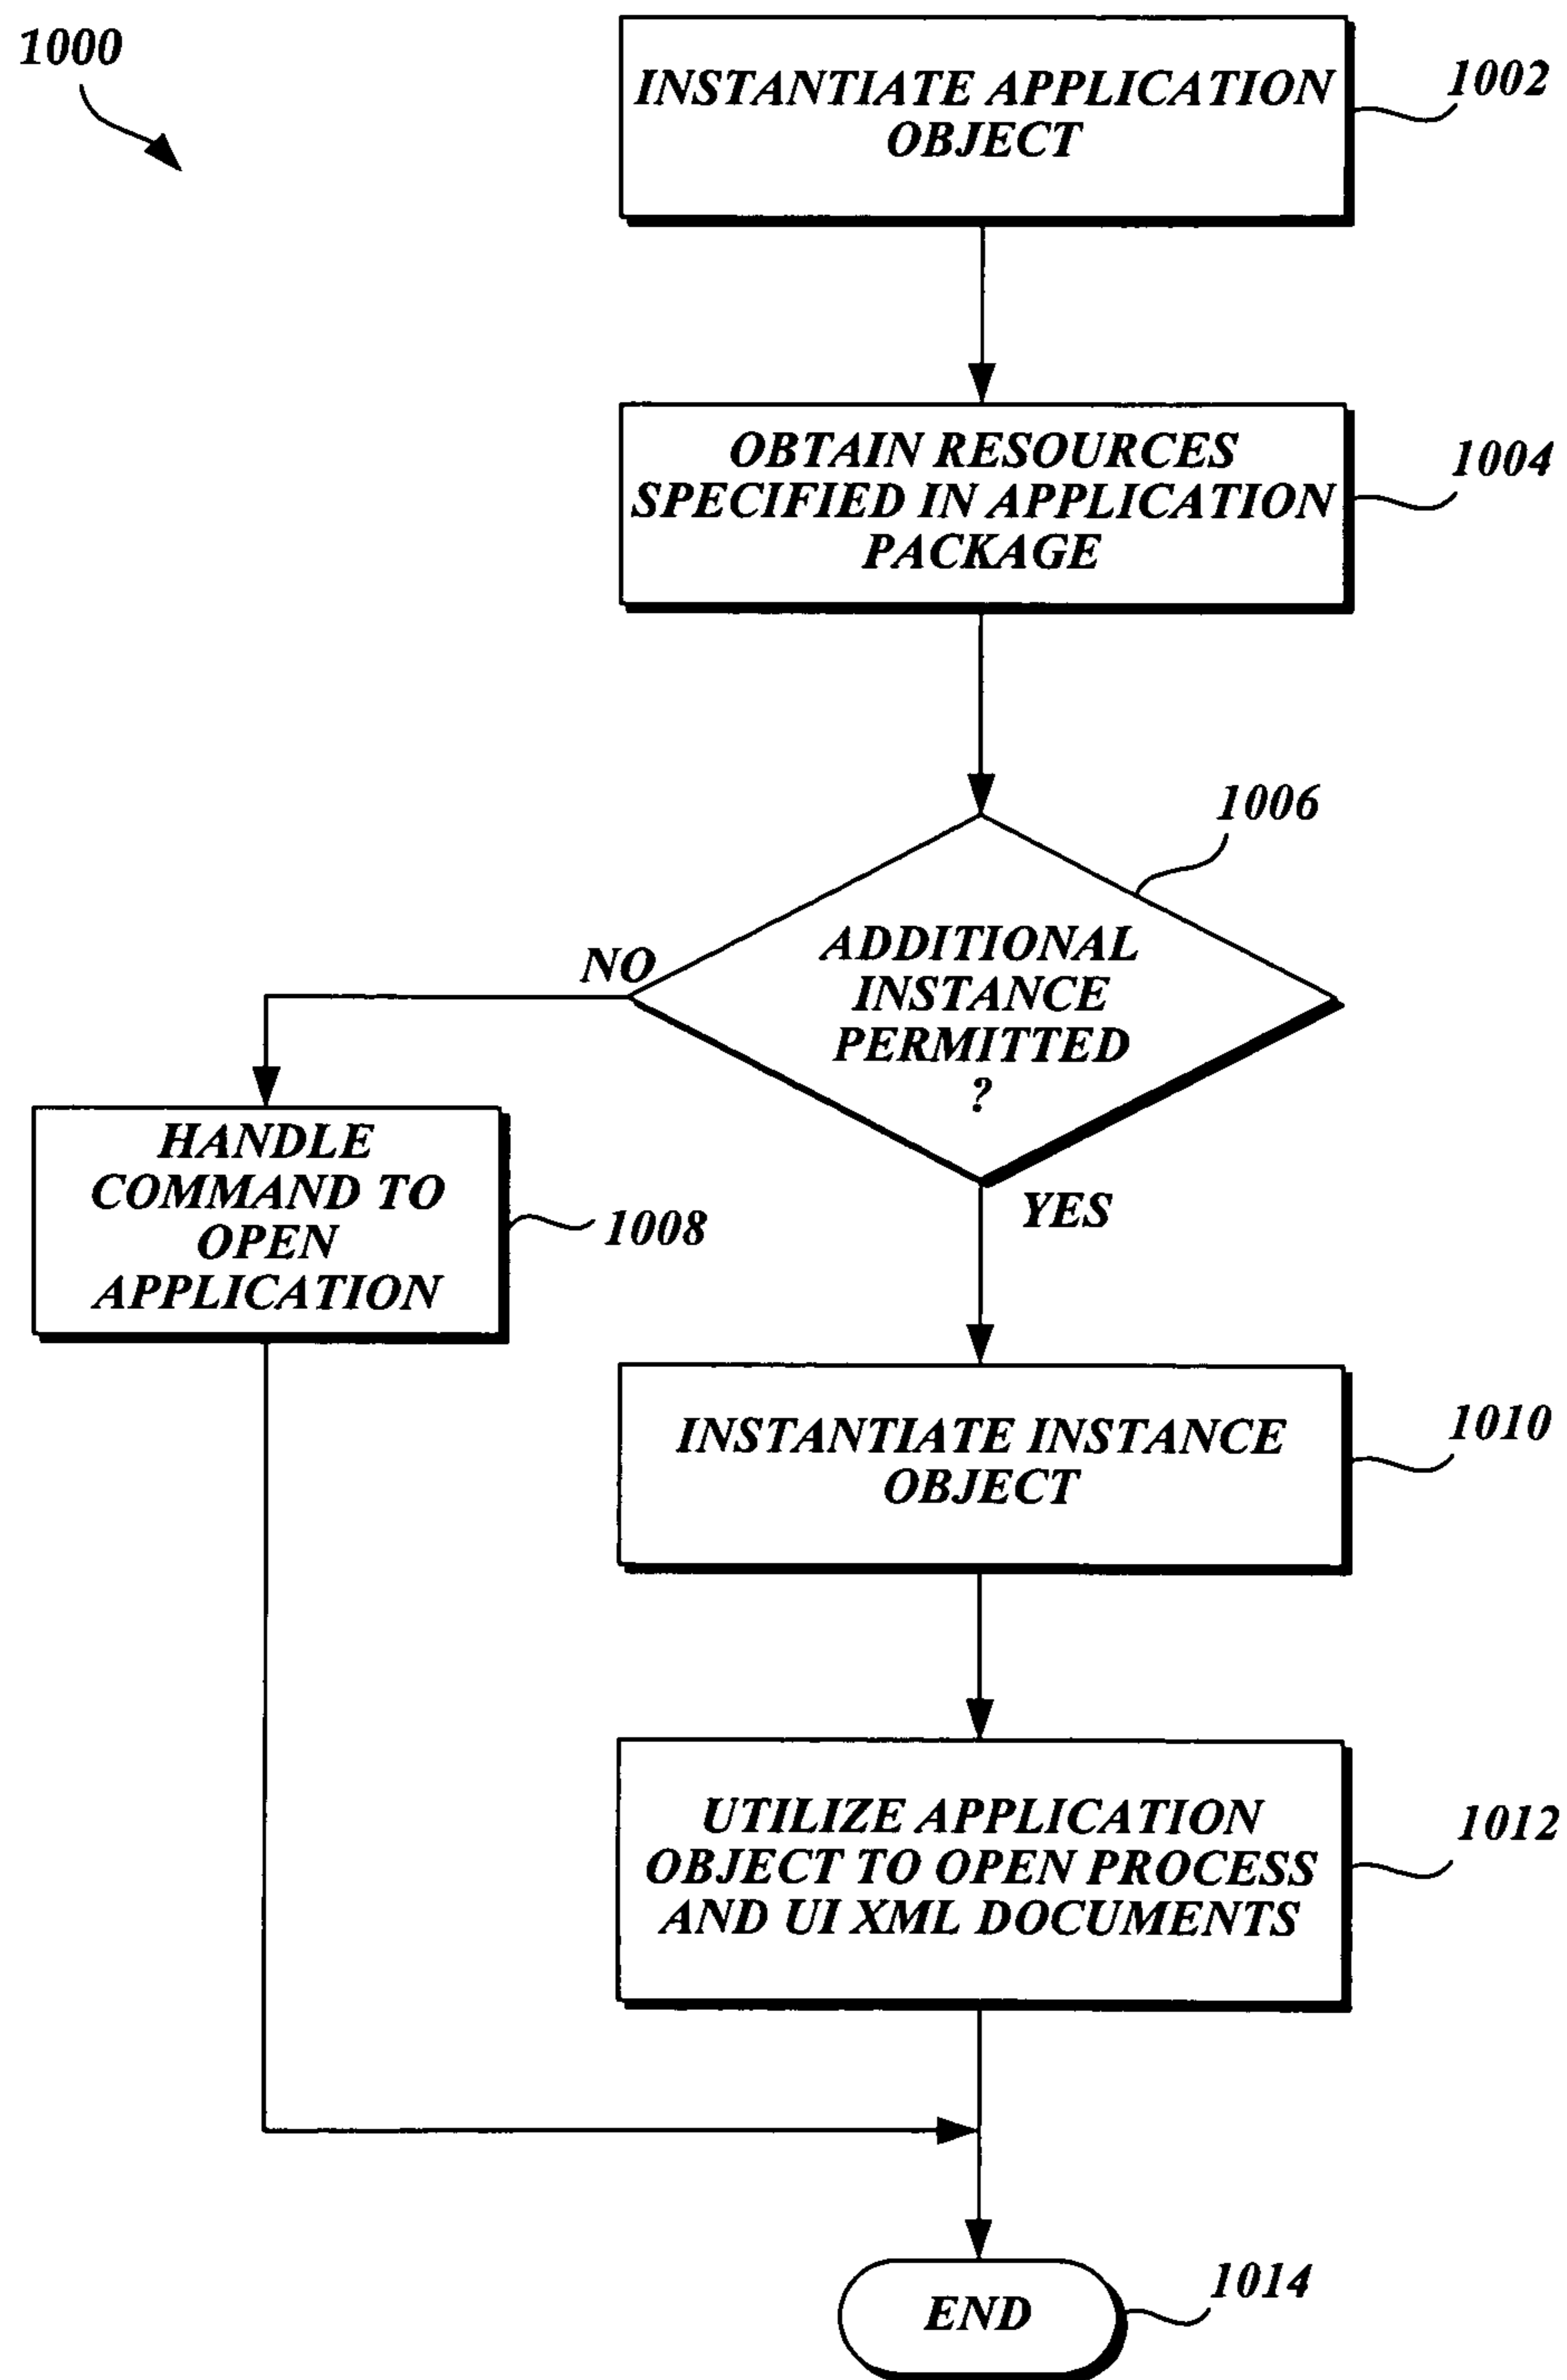 1000
INSTANTIATE APPLICATION
OBJECT
1002
OBTAIN RESOURCES
SPECIFIED IN APPLICATION
PACKAGE
1004
1006
ADDITIONAL
INSTANCE
PERMITTED
?
NO
YES
HANDLE
COMMAND TO
OPEN
APPLICATION
1008
INSTANTIATE INSTANCE
OBJECT
1010
UTILIZE APPLICATION
OBJECT TO OPEN PROCESS
AND UI XML DOCUMENTS
1012
END
1014